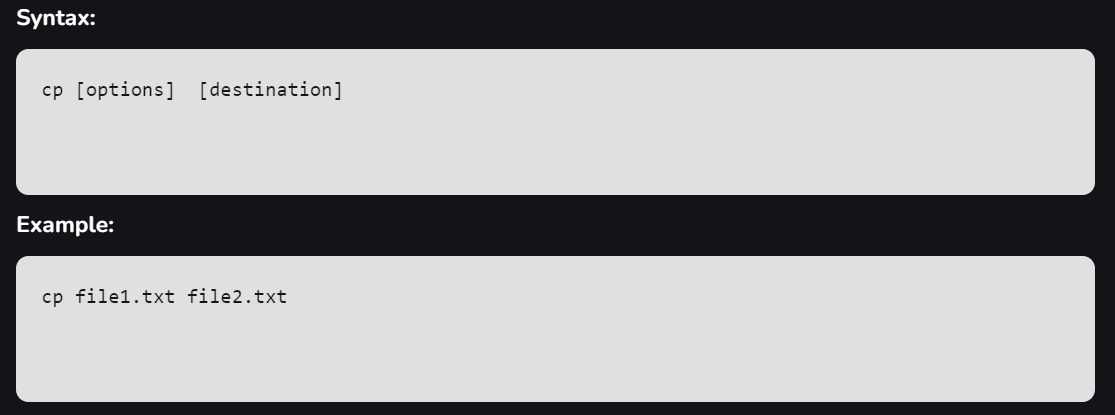 Syntax:
cp [options]  [destination]
Example:
cp file1.txt file2.txt